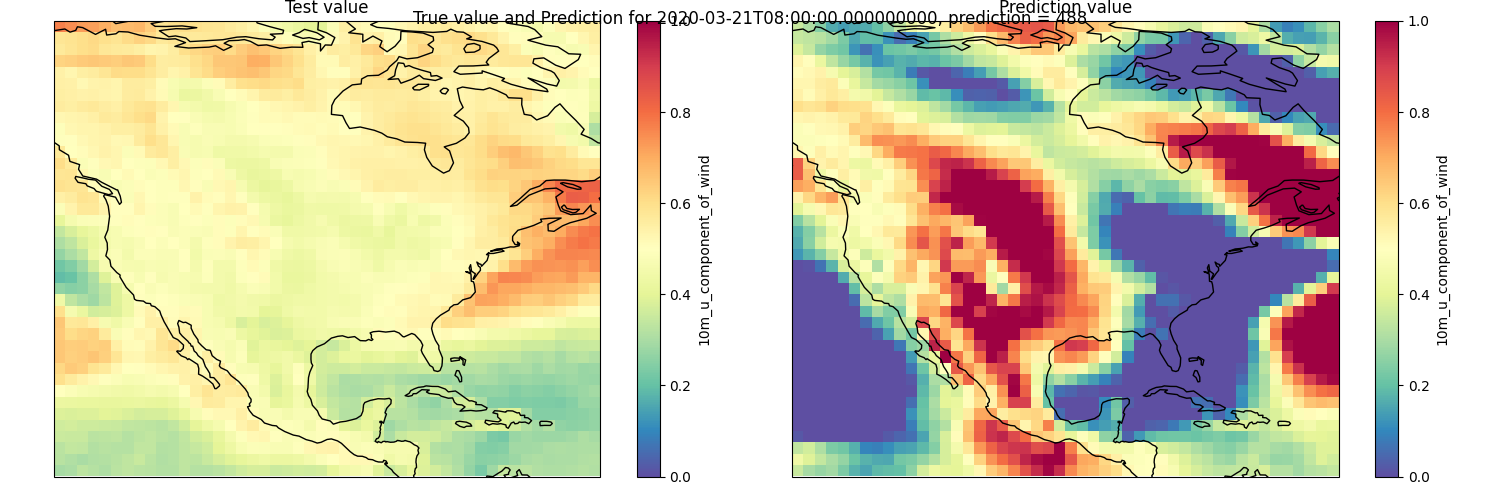 True value and Prediction for 2020-03-21T08:00:00.000000000, prediction = 488
Test value
1.0
0.8
0.6
0.4
0.2
0.0
10m_u_component_of_wind
Prediction value
1.0
0.8
0.6
0.4
0.2
0.0
10m_u_component_of_wind